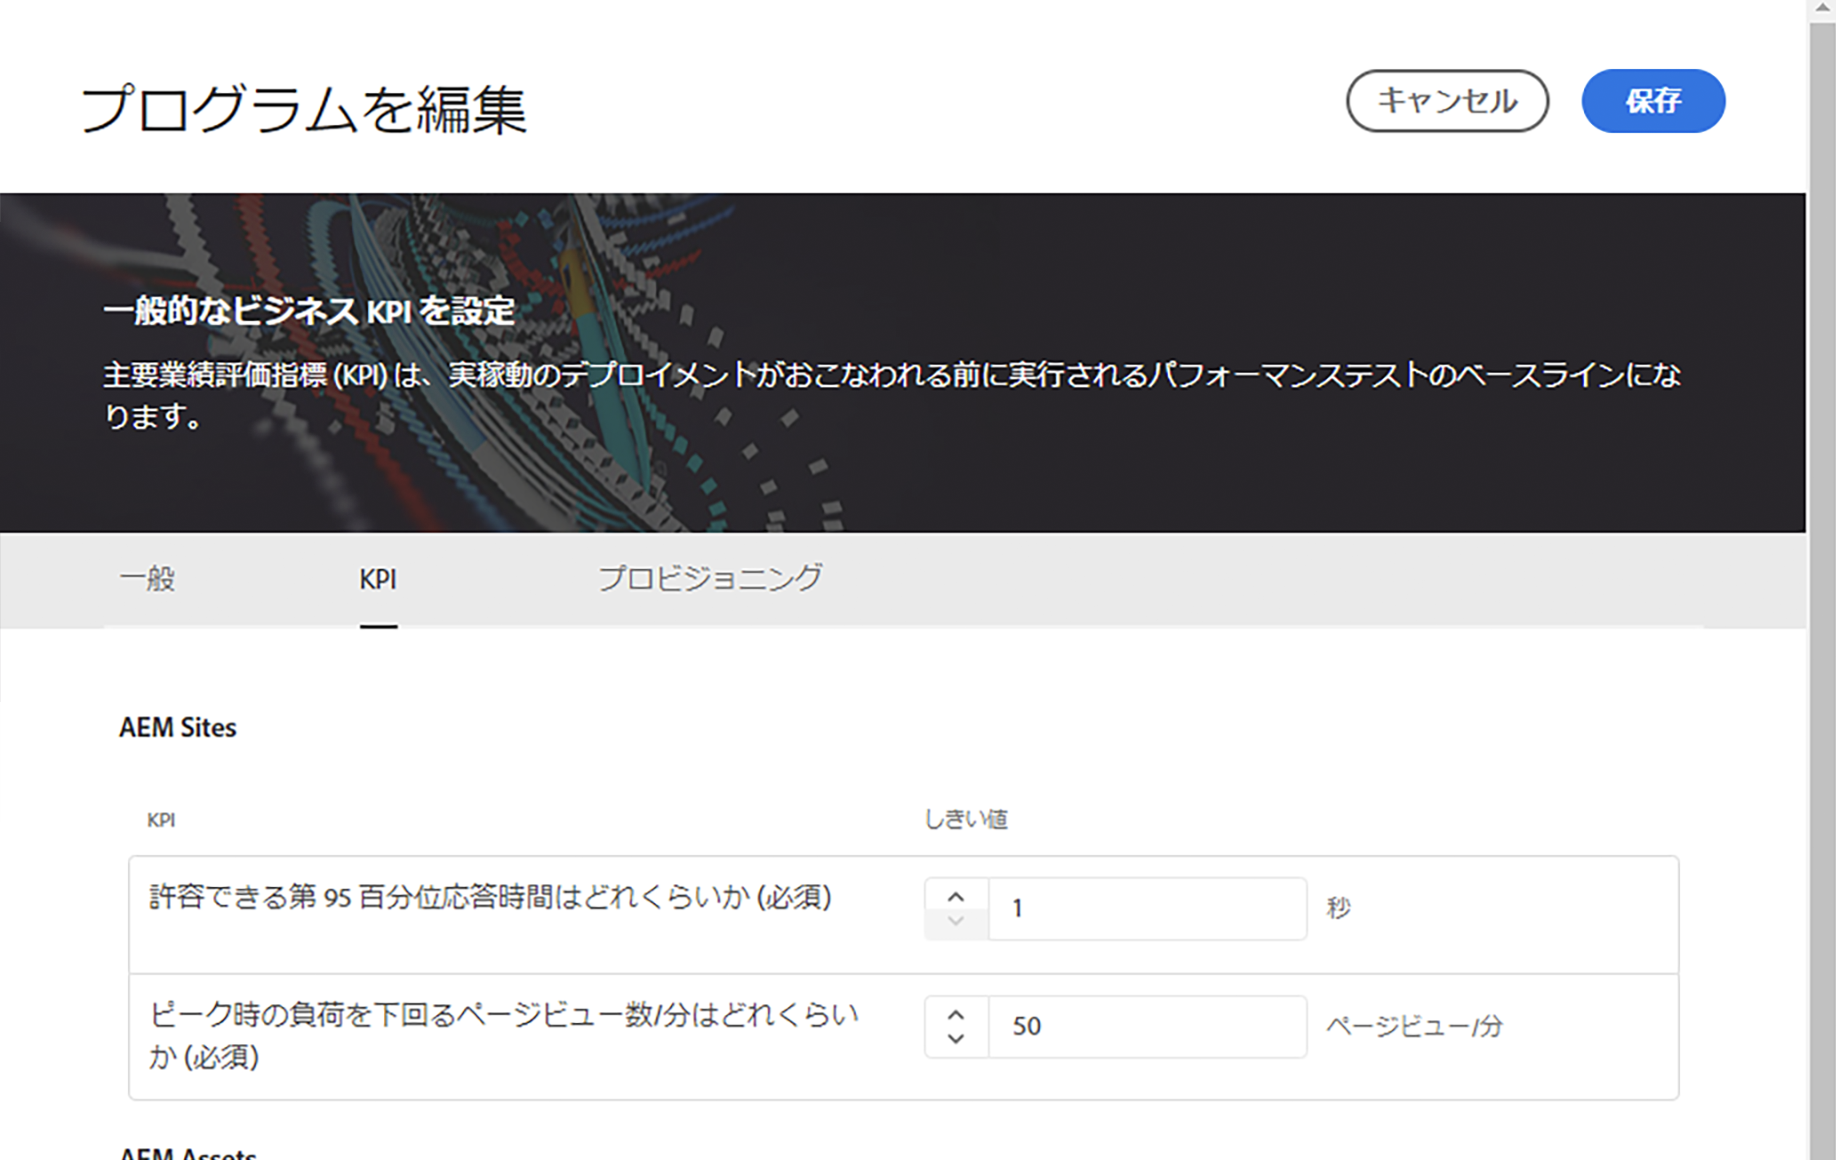 プログラムを編集
キャンセル
保存
一般的なビジネス KPI を設定
主要業績評価指標 (KPI) は、実稼動のデプロイメントがおこなわれる前に実行されるパフォーマンステストのベースラインにな
ります。
一般
KPI
プロビジョニング
AEM Sites
KPI
しきい値
許容できる第 95 百分位応答時間はどれくらいか (必須)
1
秒
ピーク時の負荷を下回るページビュー数/分はどれくらい
か (必須)
50
ページビュー/分
AEM Assets